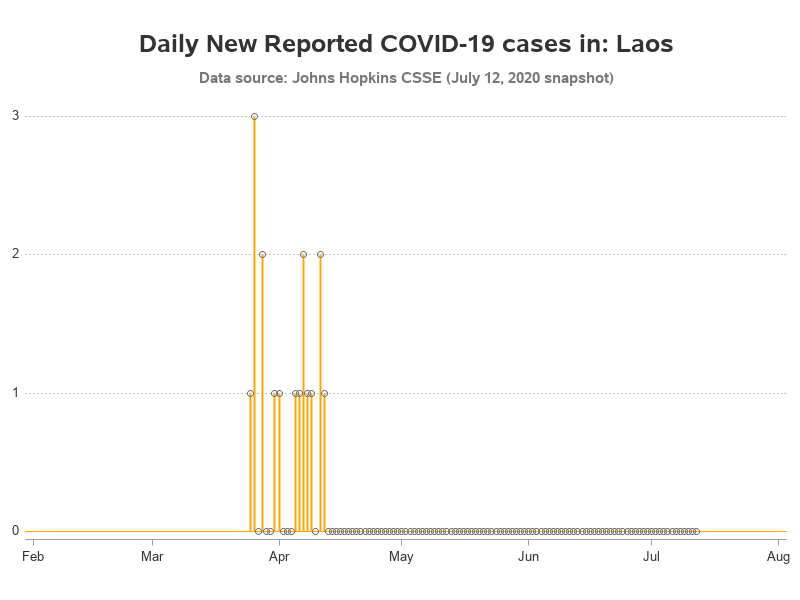 Daily New Reported COVID-19 cases in: Laos
Data source: Johns Hopkins CSSE (July 12, 2020 snapshot)
3
2
1
0
Feb Mar Apr May Jun Jul Aug